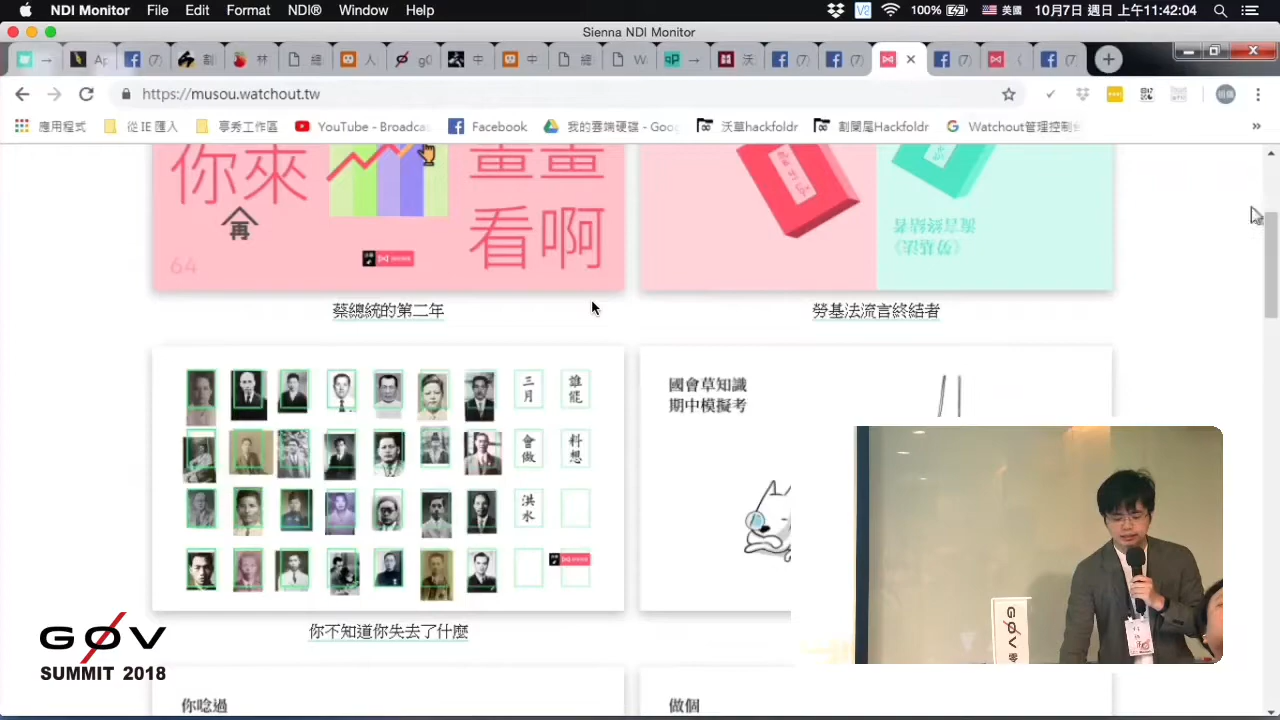 NDI Monitor File Edit Format NDI® Window Help 100% 美國 10月7日 週日 上午11:42:04
Sienna NDI Monitor
https://musou.watchout.tw
應用程式 從 IE 匯入 享秀工作區 YouTube - Broadca 我的雲端硬碟 - Goo 沃草hackfoldr 割闌尾Hackfoldr Watchout管理控制台
你來
再
畫畫
看啊
64
蔡總統的第二年
勞基法流言終結者
三月
誰能
會做
料想
洪水
你不知道你失去了什麼
國會草知識
期中模擬考
你唸過
做個
GØV
SUMMIT 2018
GØV 零